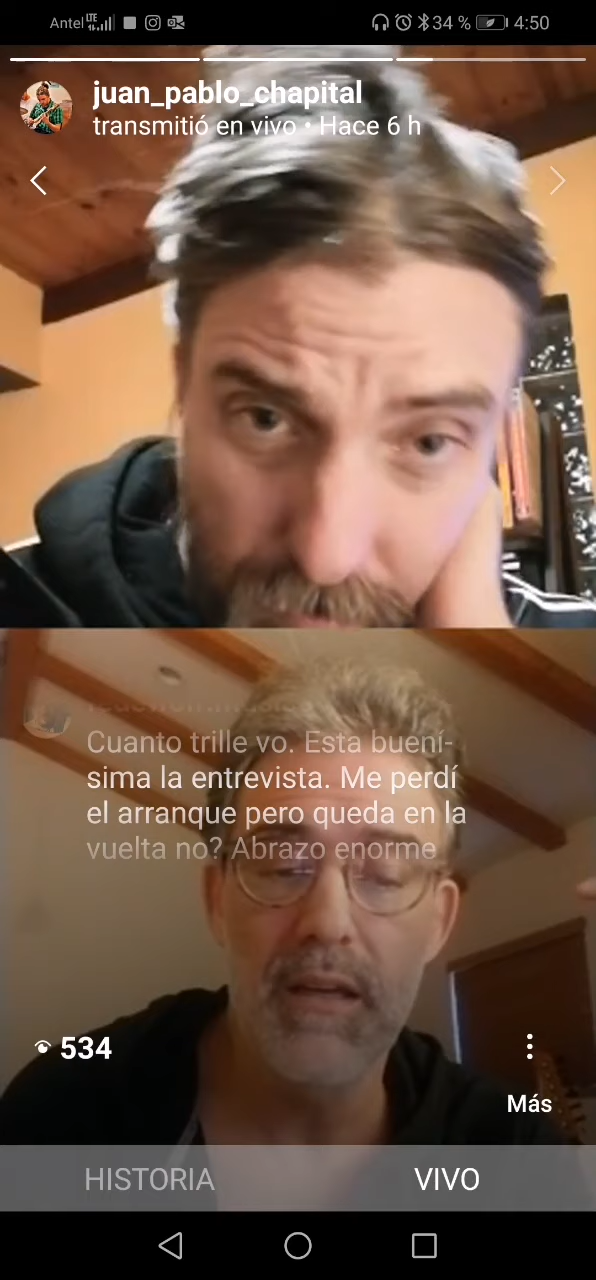 Antel LTE 34 % 4:50
juan_pablo_chapital
transmitió en vivo • Hace 6 h
Cuanto trille vo. Esta buení-
sima la entrevista. Me perdí
el arranque pero queda en la
vuelta no? Abrazo enorme
534
Más
HISTORIA VIVO